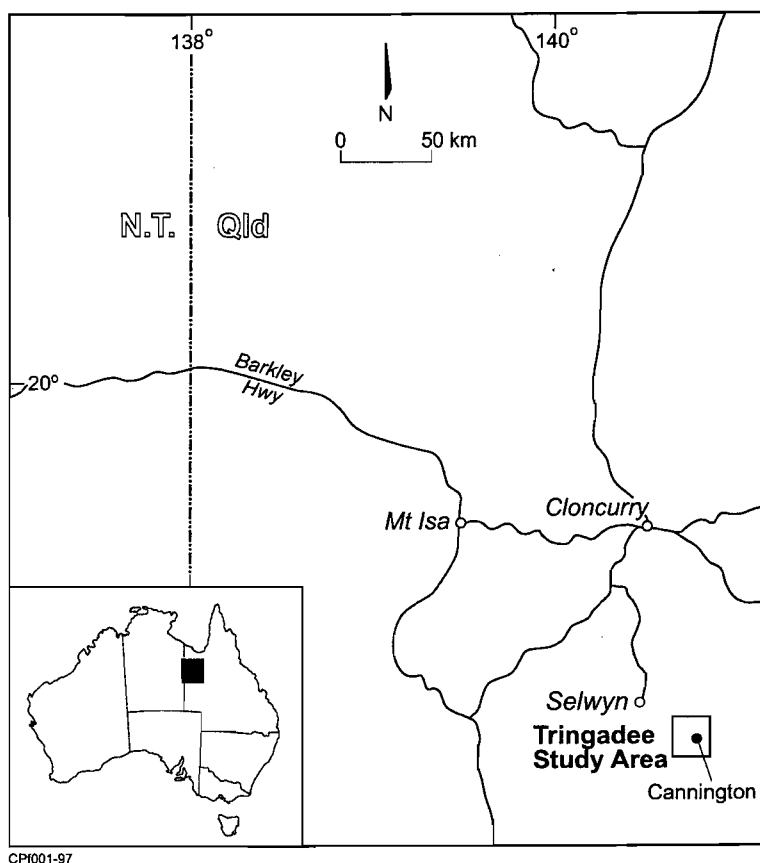 138°
140°
N
0 50 km
N.T. Qld
20°
Barkley
Hwy
Mt Isa
Cloncurry
Selwyn
Tringadee
Study Area
Cannington
CPf001-97